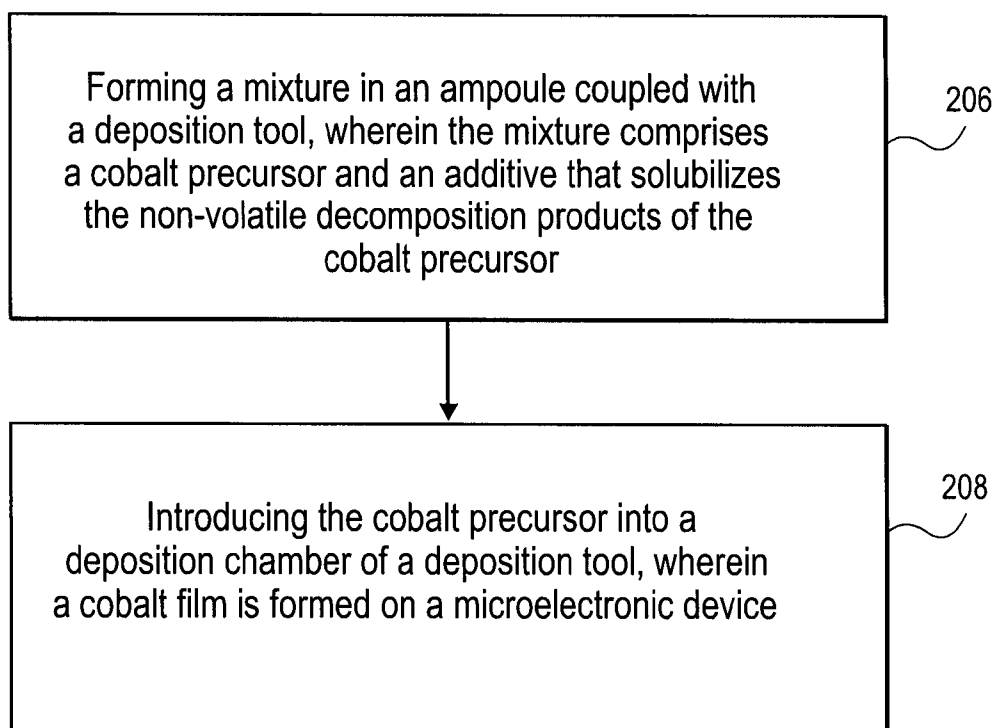 Forming a mixture in an ampoule coupled with
a deposition tool, wherein the mixture comprises
a cobalt precursor and an additive that solubilizes
the non-volatile decomposition products of the
cobalt precursor
206
Introducing the cobalt precursor into a
deposition chamber of a deposition tool, wherein
a cobalt film is formed on a microelectronic device
208